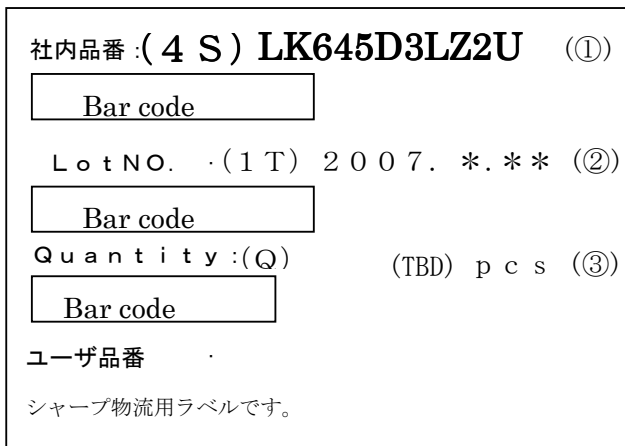 社内品番:(４Ｓ) LK645D3LZ2U (①)
Bar code
ＬｏｔＮＯ. ・(１Ｔ) ２００７. ＊.＊＊ (②)
Bar code
Ｑｕａｎｔｉｔｙ:(Ｑ) (TBD) ｐｃｓ (③)
Bar code
ユーザ品番 ・
シャープ物流用ラベルです。